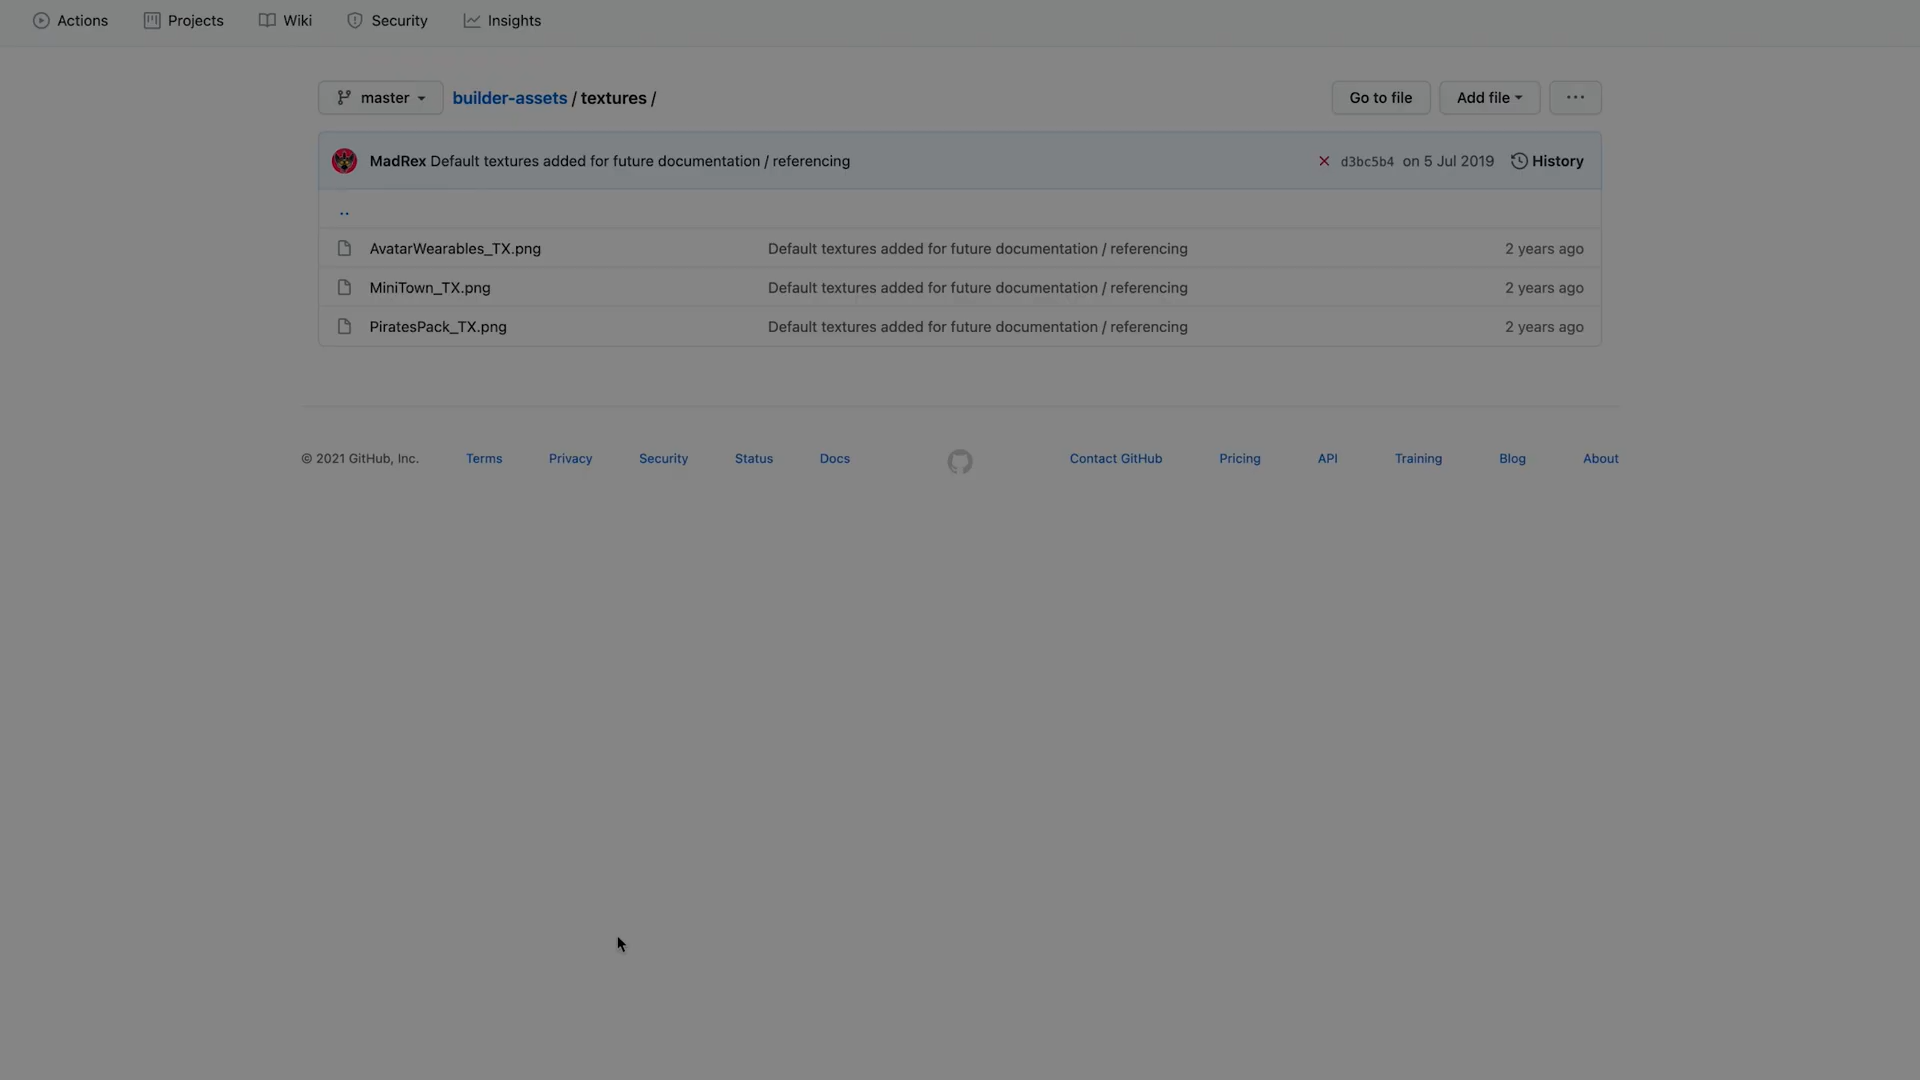 Actions Projects Wiki Security Insights
master builder-assets / textures / Go to file Add file ...
MadRex Default textures added for future documentation / referencing d3bc5b4 on 5 Jul 2019 History
..
AvatarWearables_TX.png Default textures added for future documentation / referencing 2 years ago
MiniTown_TX.png Default textures added for future documentation / referencing 2 years ago
PiratesPack_TX.png Default textures added for future documentation / referencing 2 years ago
© 2021 GitHub, Inc. Terms Privacy Security Status Docs Contact GitHub Pricing API Training Blog About